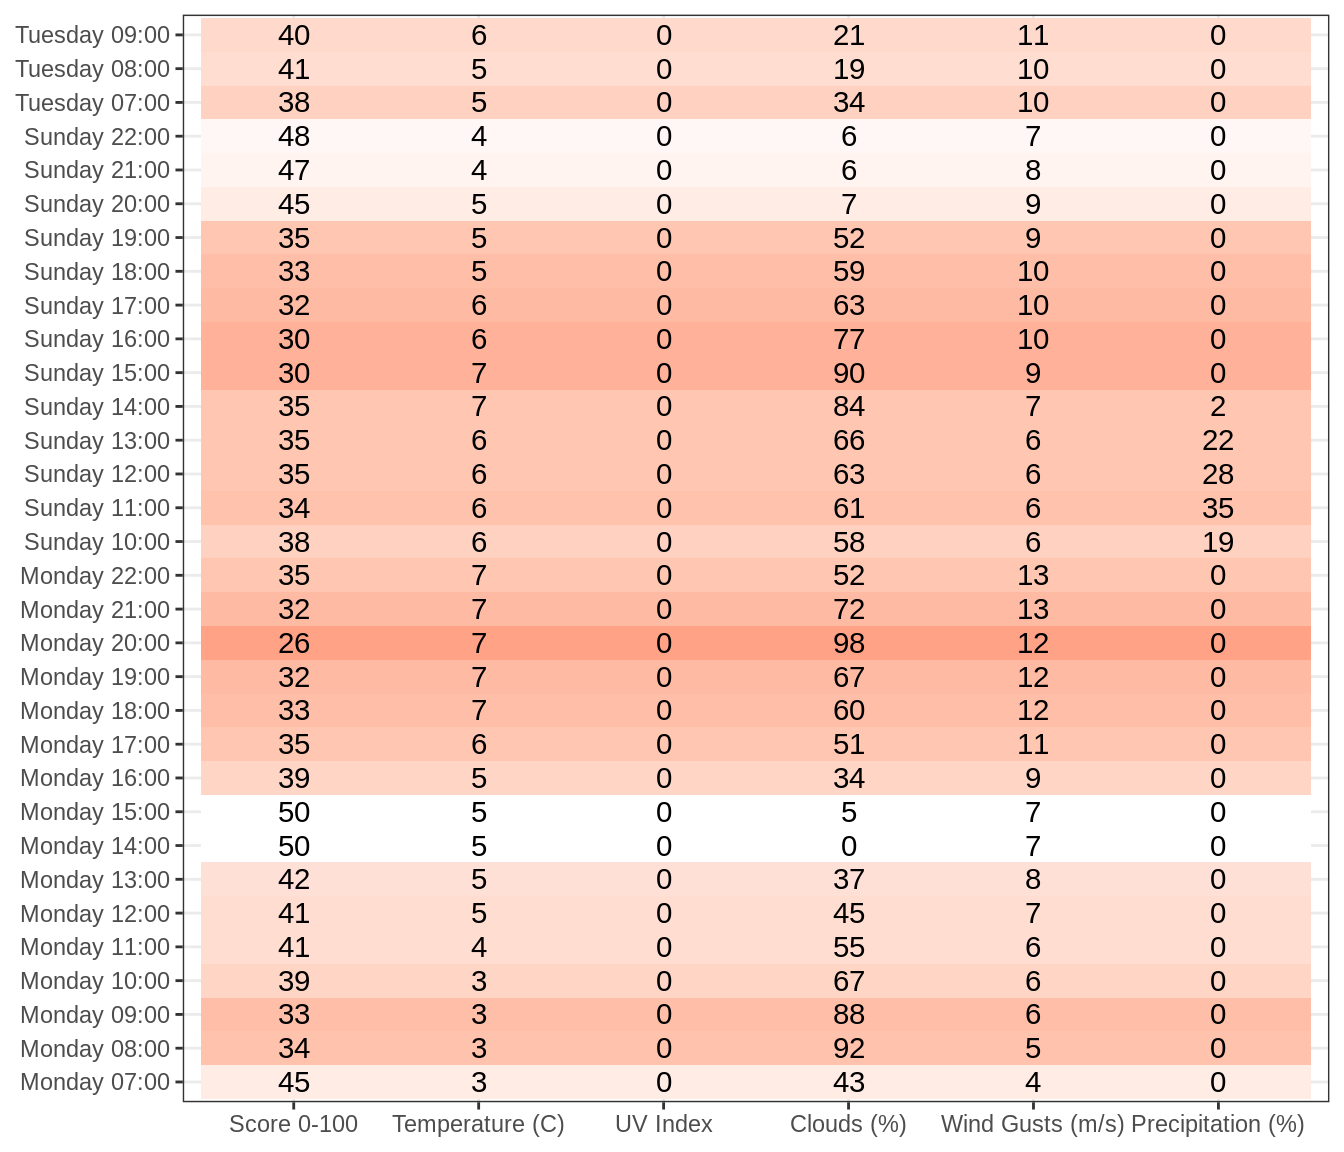 Tuesday 09:00 40 6 0 21 11 0
Tuesday 08:00 41 5 0 19 10 0
Tuesday 07:00 38 5 0 34 10 0
Sunday 22:00 48 4 0 6 7 0
Sunday 21:00 47 4 0 6 8 0
Sunday 20:00 45 5 0 7 9 0
Sunday 19:00 35 5 0 52 9 0
Sunday 18:00 33 5 0 59 10 0
Sunday 17:00 32 6 0 63 10 0
Sunday 16:00 30 6 0 77 10 0
Sunday 15:00 30 7 0 90 9 0
Sunday 14:00 35 7 0 84 7 2
Sunday 13:00 35 6 0 66 6 22
Sunday 12:00 35 6 0 63 6 28
Sunday 11:00 34 6 0 61 6 35
Sunday 10:00 38 6 0 58 6 19
Monday 22:00 35 7 0 52 13 0
Monday 21:00 32 7 0 72 13 0
Monday 20:00 26 7 0 98 12 0
Monday 19:00 32 7 0 67 12 0
Monday 18:00 33 7 0 60 12 0
Monday 17:00 35 6 0 51 11 0
Monday 16:00 39 5 0 34 9 0
Monday 15:00 50 5 0 5 7 0
Monday 14:00 50 5 0 0 7 0
Monday 13:00 42 5 0 37 8 0
Monday 12:00 41 5 0 45 7 0
Monday 11:00 41 4 0 55 6 0
Monday 10:00 39 3 0 67 6 0
Monday 09:00 33 3 0 88 6 0
Monday 08:00 34 3 0 92 5 0
Monday 07:00 45 3 0 43 4 0
Score 0-100 Temperature (C) UV Index Clouds (%) Wind Gusts (m/s) Precipitation (%)